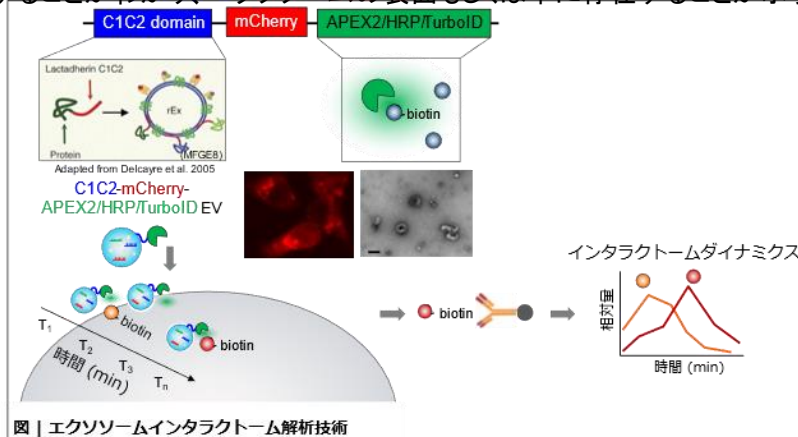 C1C2 domain
mCherry
APEX2/HRP/TurboID
Lactadherin C1C2
rEx
Protein
(MFGE8)
Adapted from Delcayre et al. 2005
biotin
C1C2-mCherry-
APEX2/HRP/TurboID EV
biotin
biotin
T1
T2
T3
Tn
時間 (min)
biotin
インタラクトームダイナミクス
相対量
時間 (min)
図 | エクソソームインタラクトーム解析技術